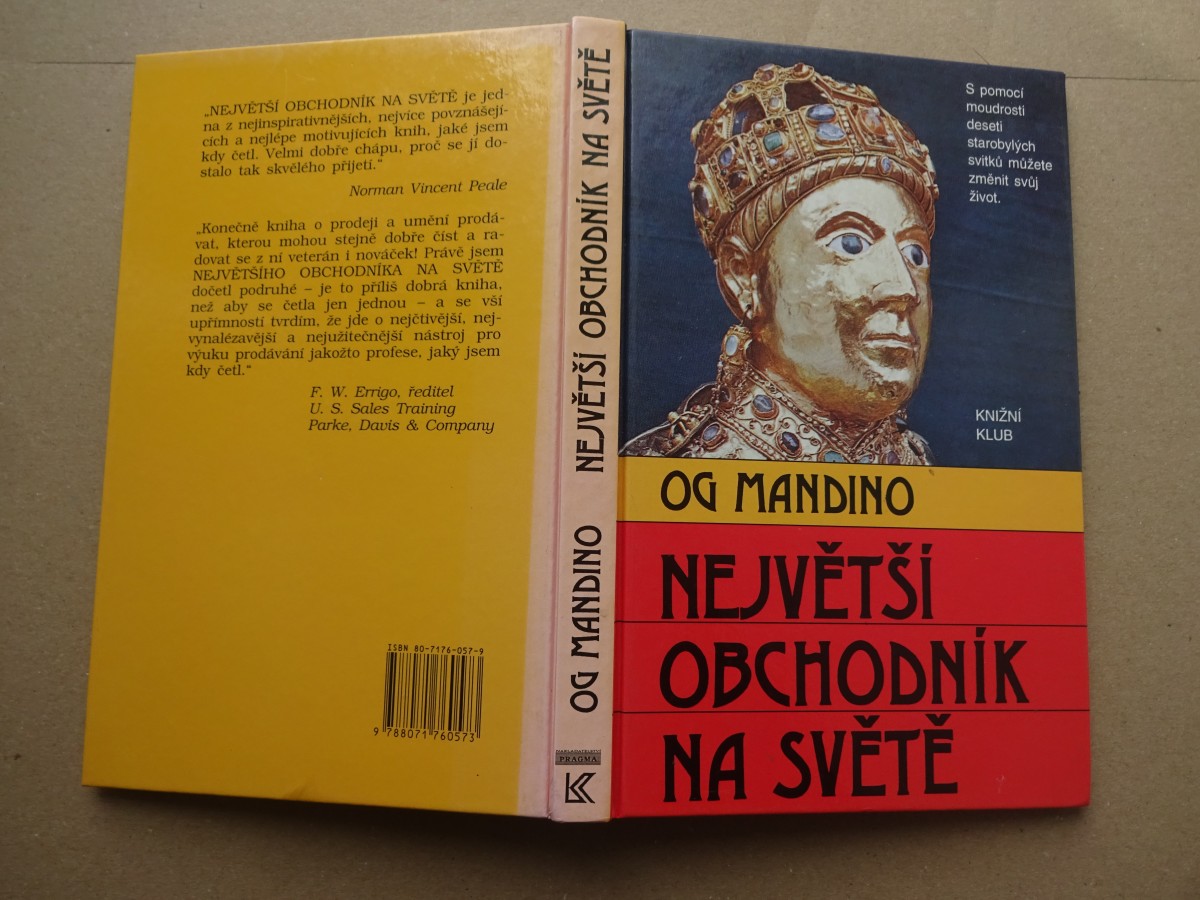 „NEJVĚTŠÍ OBCHODNÍK NA SVĚTĚ je jed-
na z nejinspirativnějších, nejvíce povznášejí-
cích a nejlépe motivujících knih, jaké jsem
kdy četl. Velmi dobře chápu, proč se jí do-
stalo tak skvělého přijetí.“
Norman Vincent Peale
„Konečně kniha o prodeji a umění prodá-
vat, kterou mohou stejně dobře číst a ra-
dovat se z ní veterán i nováček! Právě jsem
NEJVĚTŠÍHO OBCHODNÍKA NA SVĚTĚ
dočetl podruhé – je to příliš dobrá kniha,
než aby se četla jen jednou – a se vší
upřímností tvrdím, že jde o nejčtivější, nej-
vynalézavější a nejužitečnější nástroj pro
výuku prodávání jakožto profese, jaký jsem
kdy četl.“
F. W. Errigo, ředitel
U. S. Sales Training
Parke, Davis & Company
ISBN 80-7176-057-9
9 788071 760573
OG MANDINO NEJVĚTŠÍ OBCHODNÍK NA SVĚTĚ
NAKLADATELSTVÍ
PRAGMA
S pomocí
moudrosti
deseti
starobylých
svitků můžete
změnit svůj
život.
KNIŽNÍ
KLUB
OG MANDINO
NEJVĚTŠÍ
OBCHODNÍK
NA SVĚTĚ